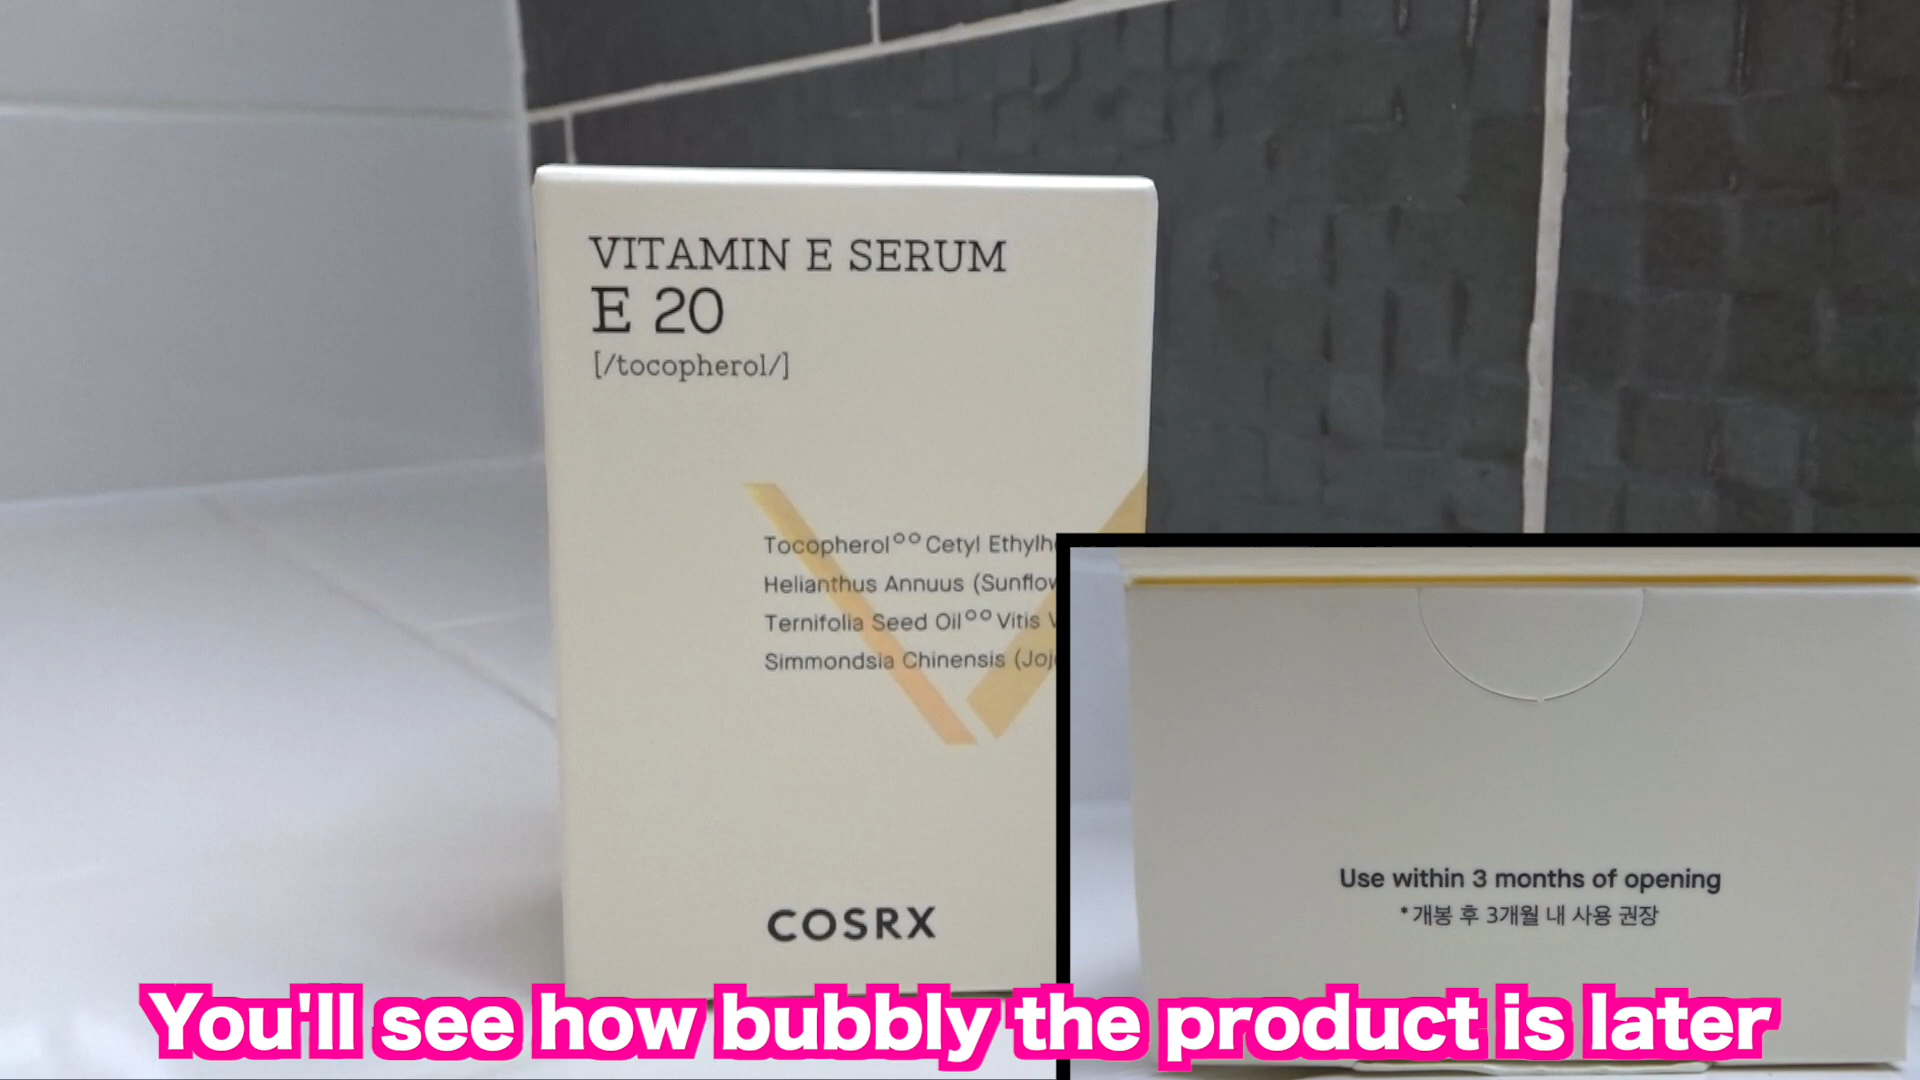 VITAMIN E SERUM
E 20
[/tocopherol/]
Tocopherol°° Cetyl
Helianthus Annuus
Ternifolia Seed Oil°° Vitis
Simmondsia Chinensis
COSRX
Use within 3 months of opening
*개봉 후 3개월 내 사용 권장
You'll see how bubbly the product is later